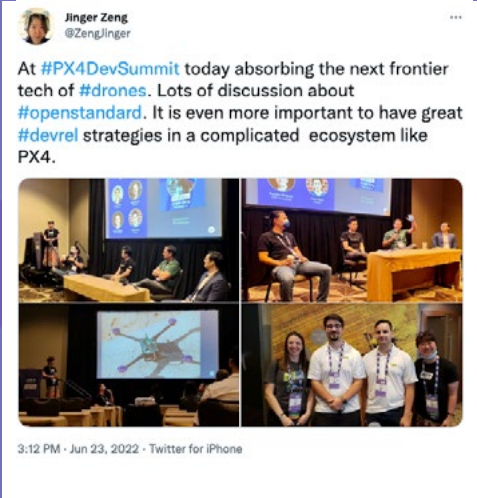 Jinger Zeng
@ZengJinger
At #PX4DevSummit today absorbing the next frontier
tech of #drones. Lots of discussion about
#openstandard. It is even more important to have great
#devrel strategies in a complicated ecosystem like
PX4.
3:12 PM · Jun 23, 2022 · Twitter for iPhone